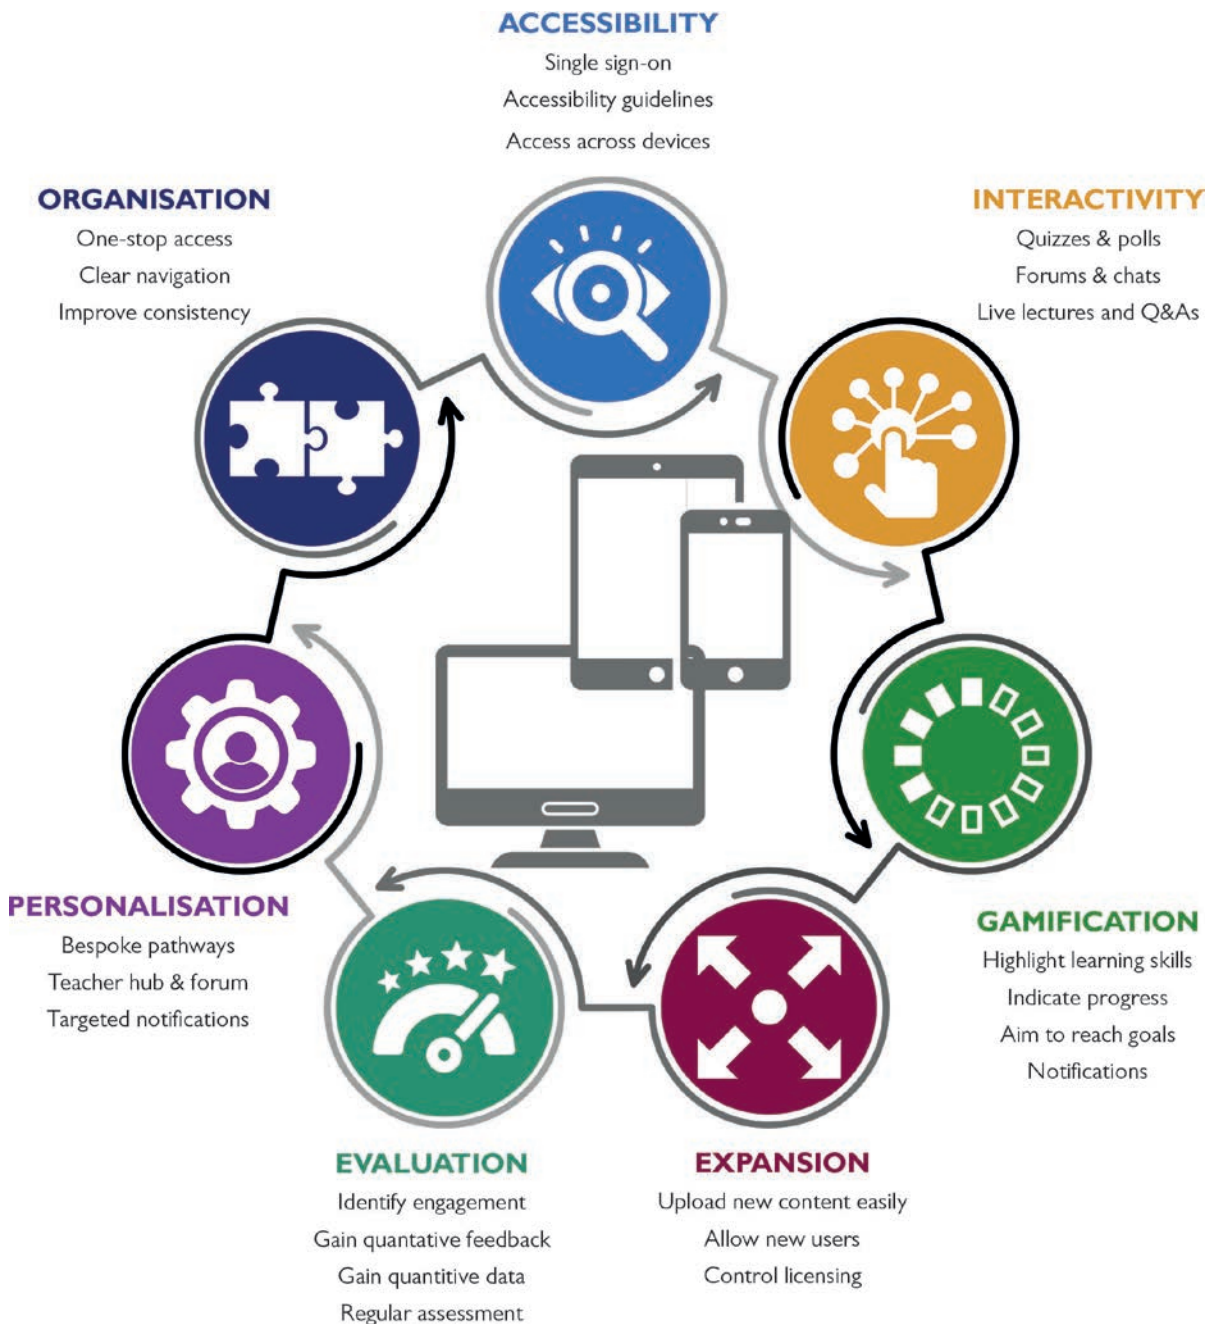 ACCESSIBILITY
Single sign-on
Accessibility guidelines
Access across devices
INTERACTIVITY
Quizzes & polls
Forums & chats
Live lectures and Q&As
GAMIFICATION
Highlight learning skills
Indicate progress
Aim to reach goals
Notifications
EXPANSION
Upload new content easily
Allow new users
Control licensing
EVALUATION
Identify engagement
Gain quantative feedback
Gain quantitive data
Regular assessment
PERSONALISATION
Bespoke pathways
Teacher hub & forum
Targeted notifications
ORGANISATION
One-stop access
Clear navigation
Improve consistency